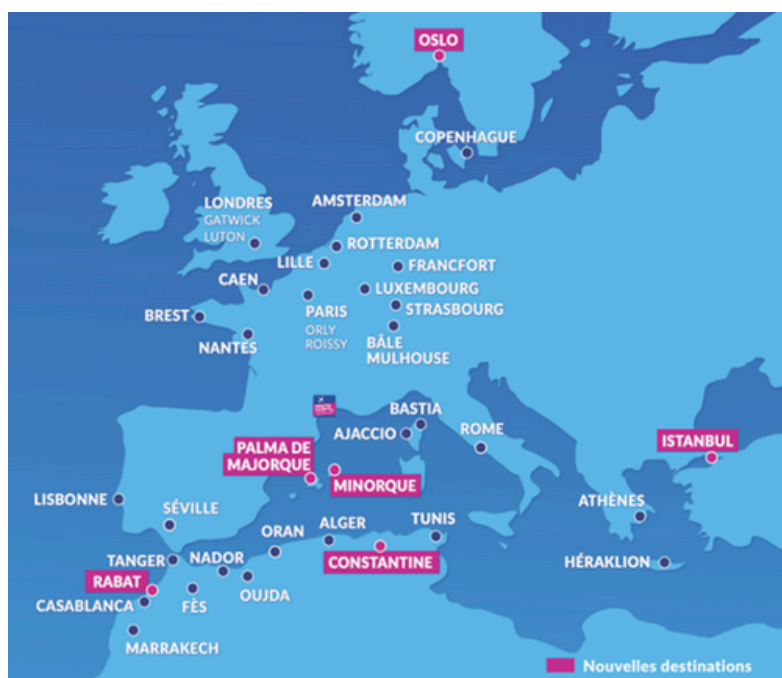 OSLO
COPENHAGUE
LONDRES
GATWICK
LUTON
AMSTERDAM
ROTTERDAM
LILLE
FRANCFORT
CAEN
LUXEMBOURG
PARIS
ORLY
ROISSY
STRASBOURG
BREST
NANTES
BÂLE
MULHOUSE
BASTIA
AJACCIO
ROME
ISTANBUL
PALMA DE
MAJORQUE
MINORQUE
LISBONNE
SÉVILLE
ATHÈNES
ORAN
ALGER
TUNIS
TANGER
NADOR
CONSTANTINE
HÉRAKLION
RABAT
CASABLANCA
FÈS
OUJDA
MARRAKECH
Nouvelles destinations